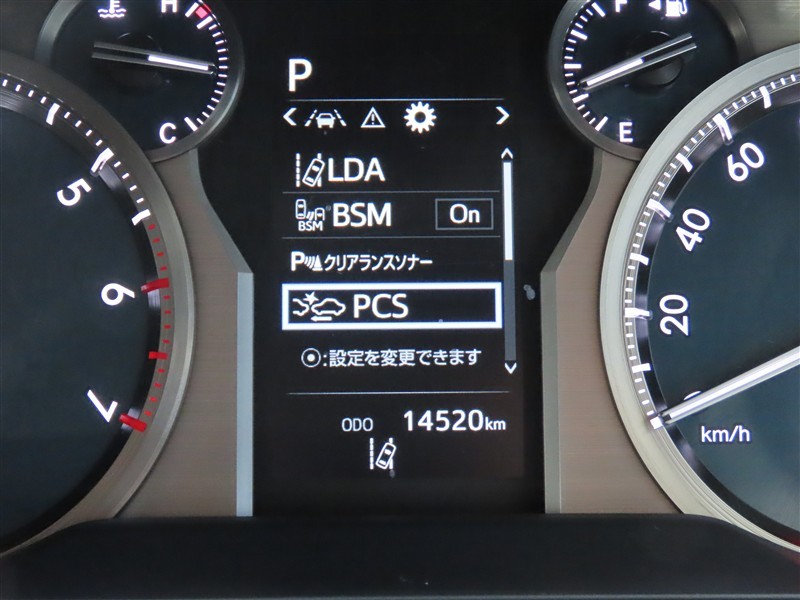 H
C
F
E
P
LDA
BSM
BSM On
Pクリアランスソナー
PCS
:設定を変更できます
ODO 14520km
5
6
7
60
40
20
km/h